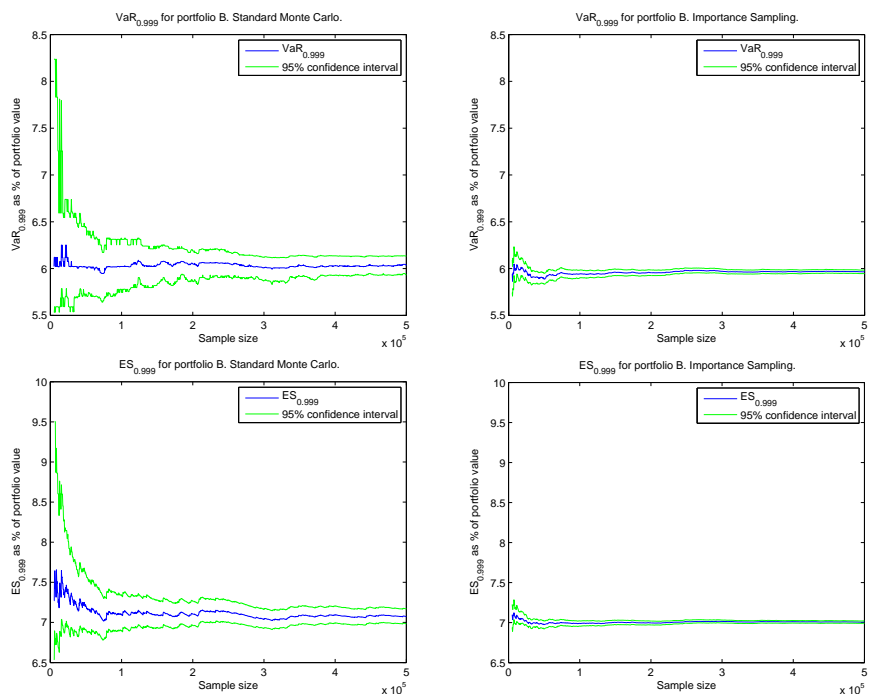 VaR0.999 for portfolio B. Standard Monte Carlo.
8.5
8
7.5
7
6.5
6
5.5
VaR0.999 as % of portfolio value
VaR0.999
95% confidence interval
0
1
2
3
4
5
Sample size
x 10^5
VaR0.999 for portfolio B. Importance Sampling.
8.5
8
7.5
7
6.5
6
5.5
VaR0.999 as % of portfolio value
VaR0.999
95% confidence interval
0
1
2
3
4
5
Sample size
x 10^5
ES0.999 for portfolio B. Standard Monte Carlo.
10
9.5
9
8.5
8
7.5
7
6.5
ES0.999 as % of portfolio value
ES0.999
95% confidence interval
0
1
2
3
4
5
Sample size
x 10^5
ES0.999 for portfolio B. Importance Sampling.
10
9.5
9
8.5
8
7.5
7
6.5
ES0.999 as % of portfolio value
ES0.999
95% confidence interval
0
1
2
3
4
5
Sample size
x 10^5